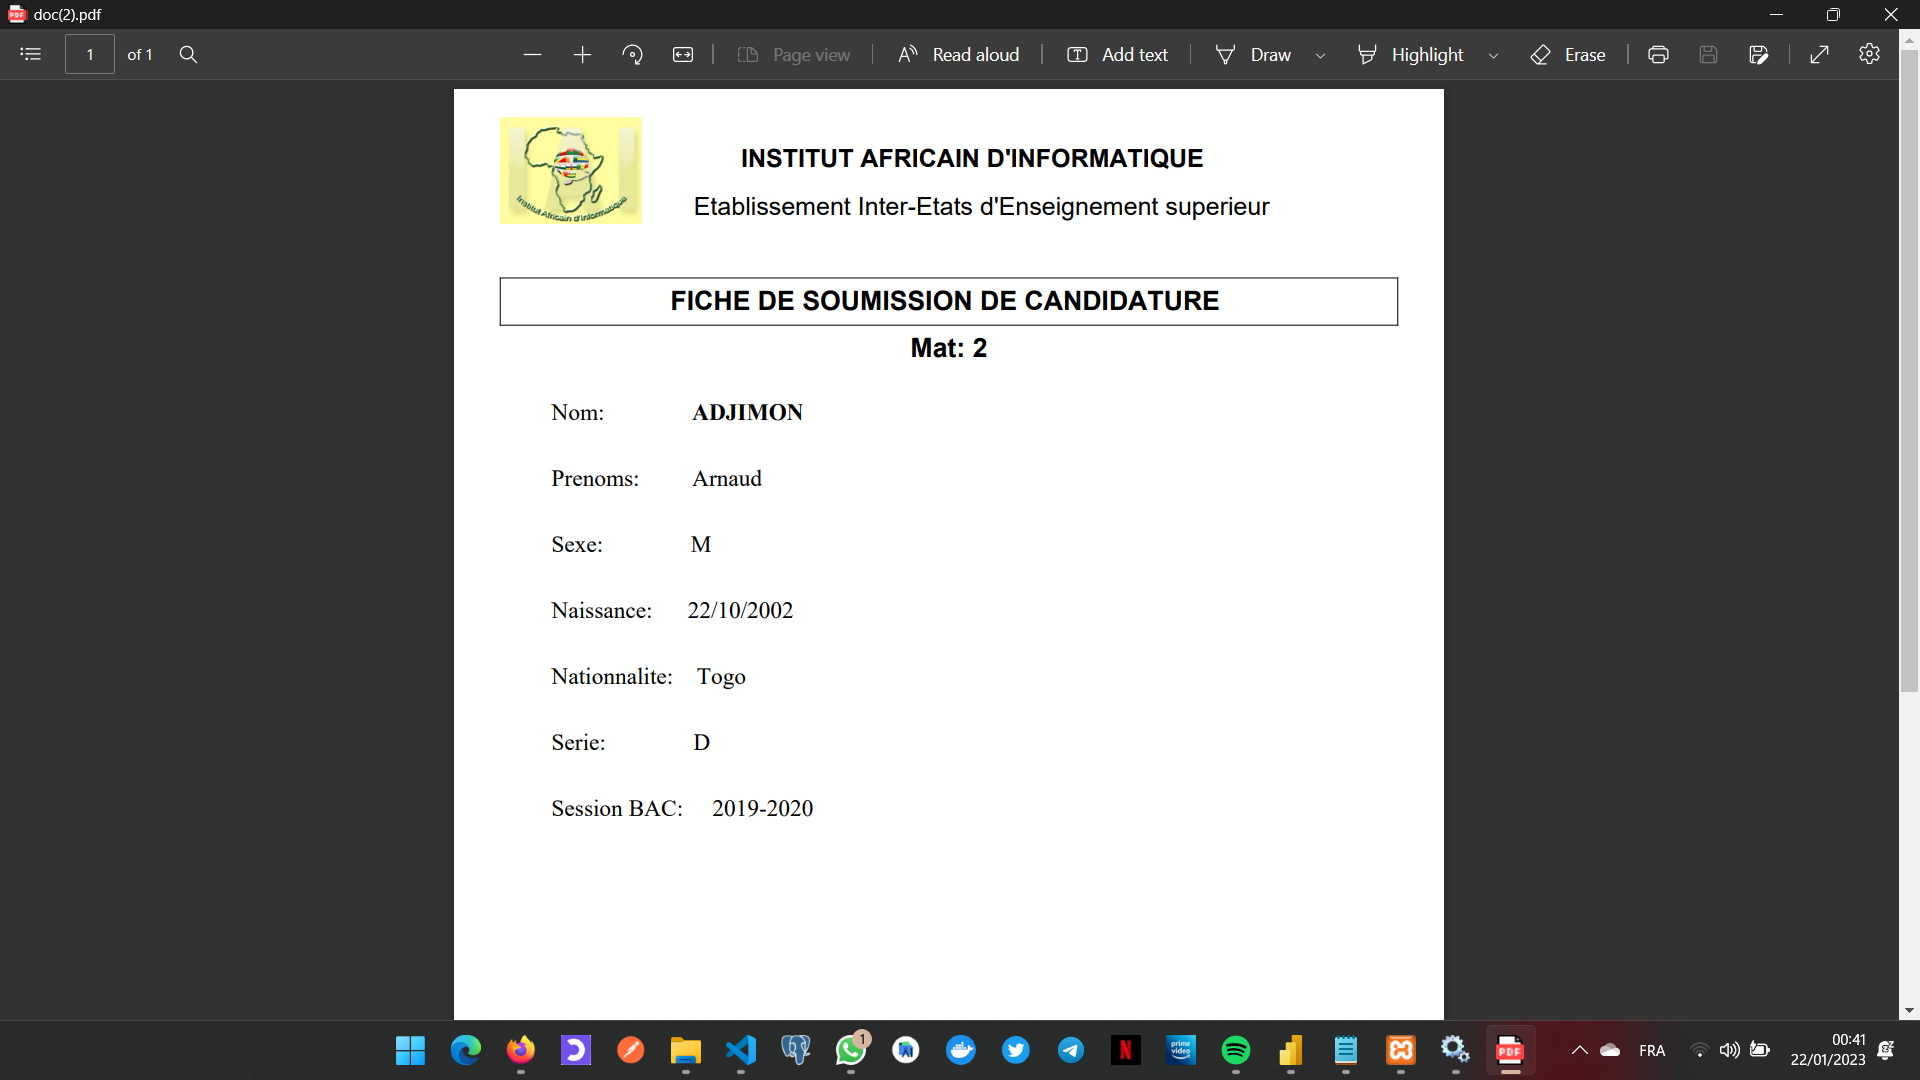 doc(2).pdf
1 of 1 Page view Read aloud Add text Draw Highlight Erase
Institut Africain d'Informatique
INSTITUT AFRICAIN D'INFORMATIQUE
Etablissement Inter-Etats d'Enseignement superieur
FICHE DE SOUMISSION DE CANDIDATURE
Mat: 2
Nom: ADJIMON
Prenoms: Arnaud
Sexe: M
Naissance: 22/10/2002
Nationnalite: Togo
Serie: D
Session BAC: 2019-2020
1
prime video
N
PDF
FRA
00:41
22/01/2023